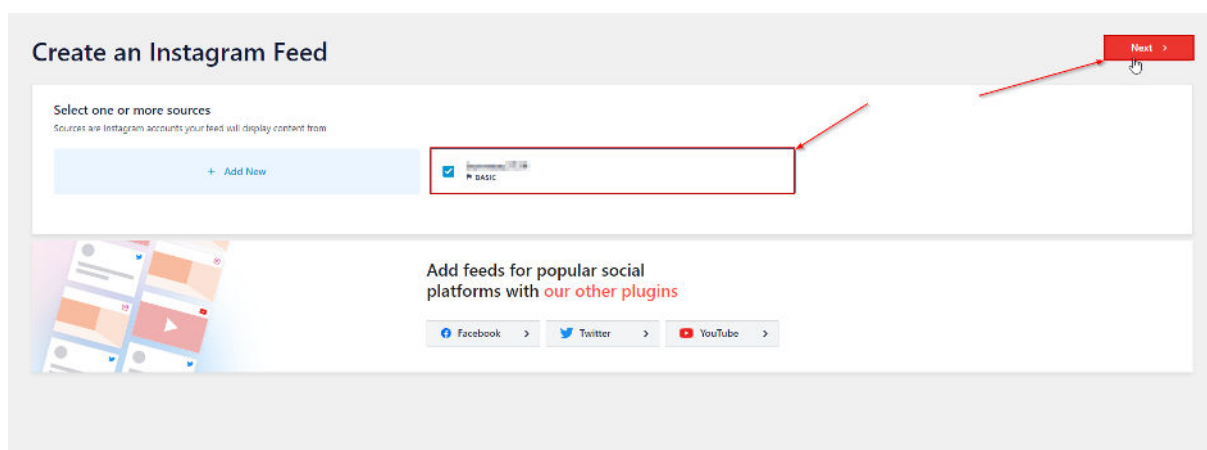 Create an Instagram Feed
Next >
Select one or more sources
Sources are Instagram accounts your feed will display content from
+ Add New
BASIC
Add feeds for popular social
platforms with our other plugins
Facebook >
Twitter >
YouTube >